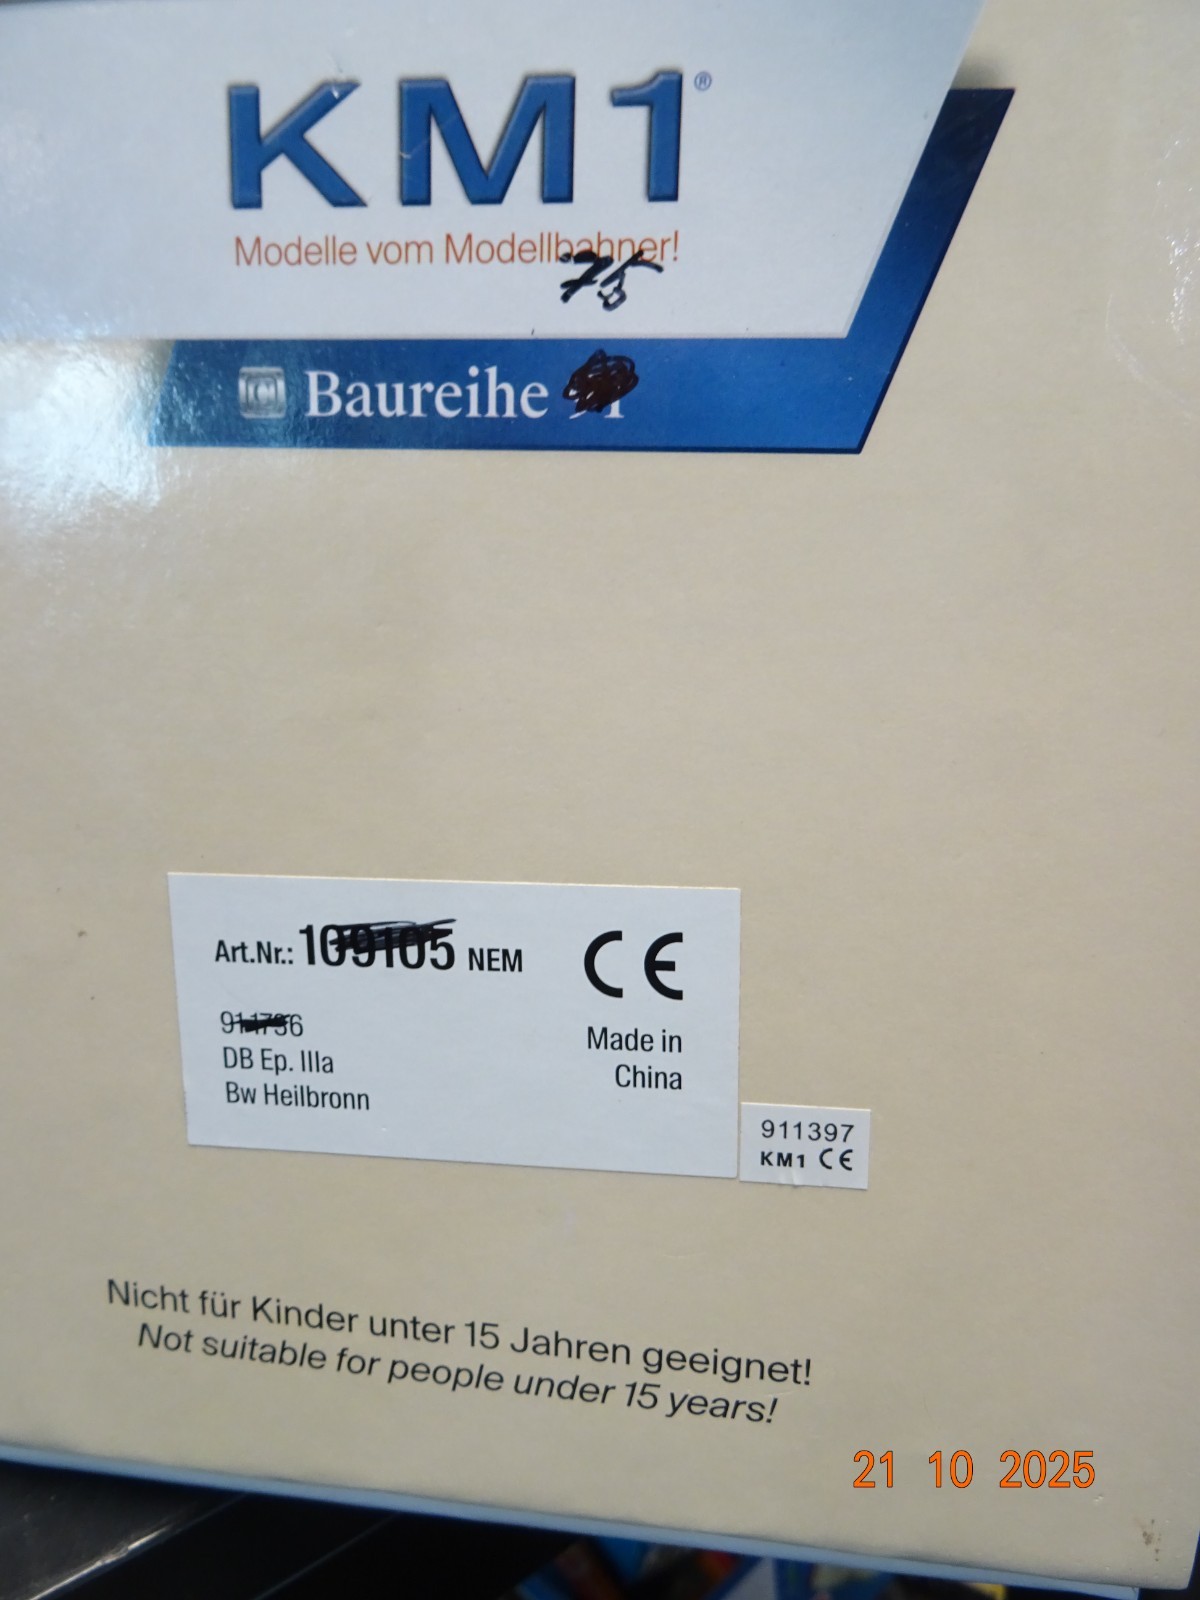 KM1®
Modelle vom Modellbahner!
75
Baureihe
Art.Nr.: 109105 NEM
CE
DB Ep. IIIa
Bw Heilbronn
Made in
China
911397
KM1 CE
Nicht für Kinder unter 15 Jahren geeignet!
Not suitable for people under 15 years!
21 10 2025